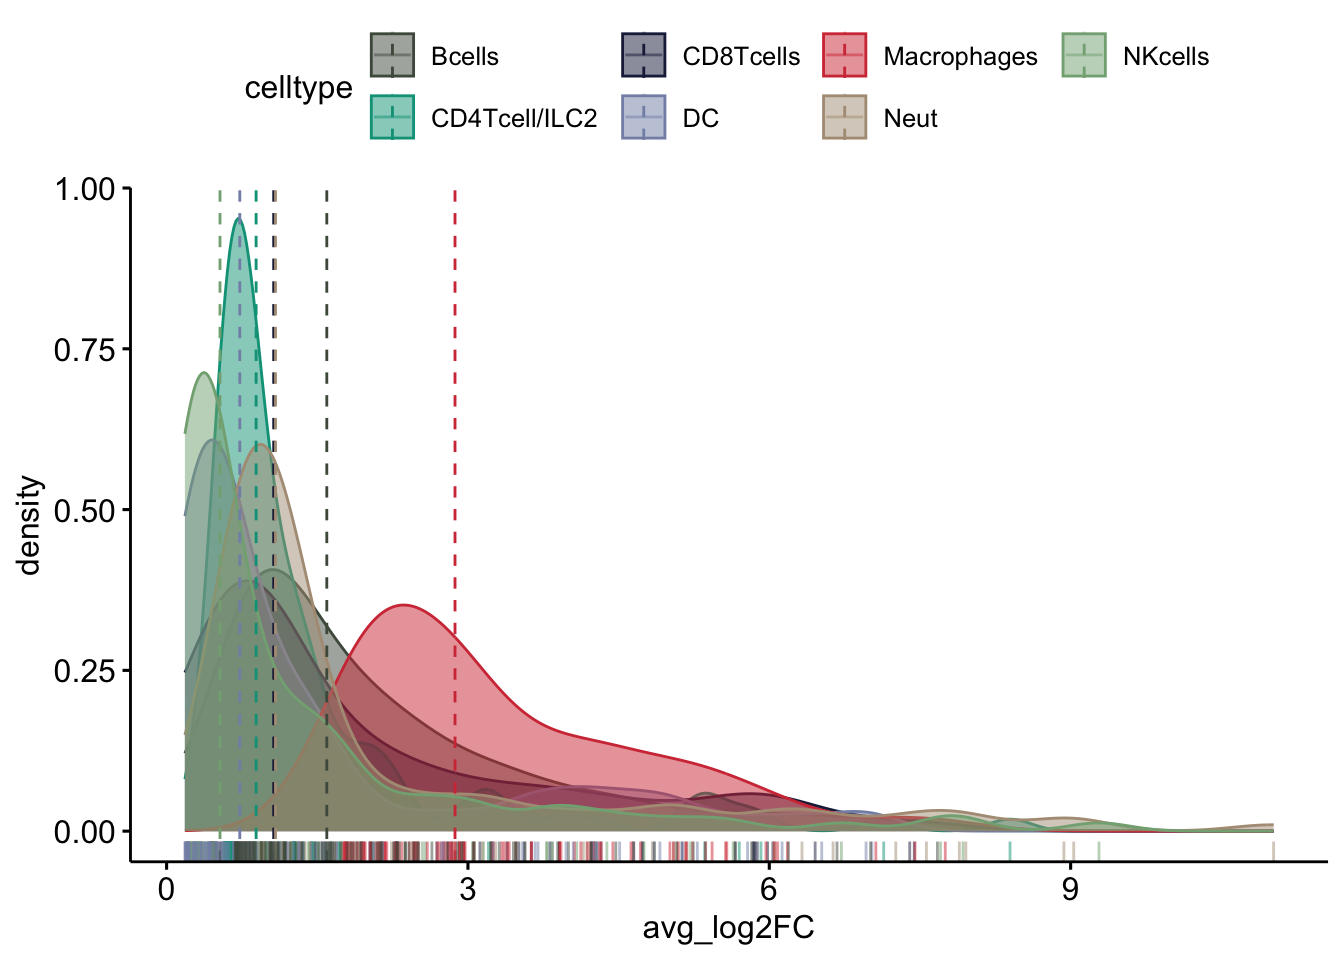 celltype
Bcells
CD8Tcells
Macrophages
NKcells
CD4Tcell/ILC2
DC
Neut
1.00
0.75
0.50
0.25
0.00
density
0
3
6
9
avg_log2FC